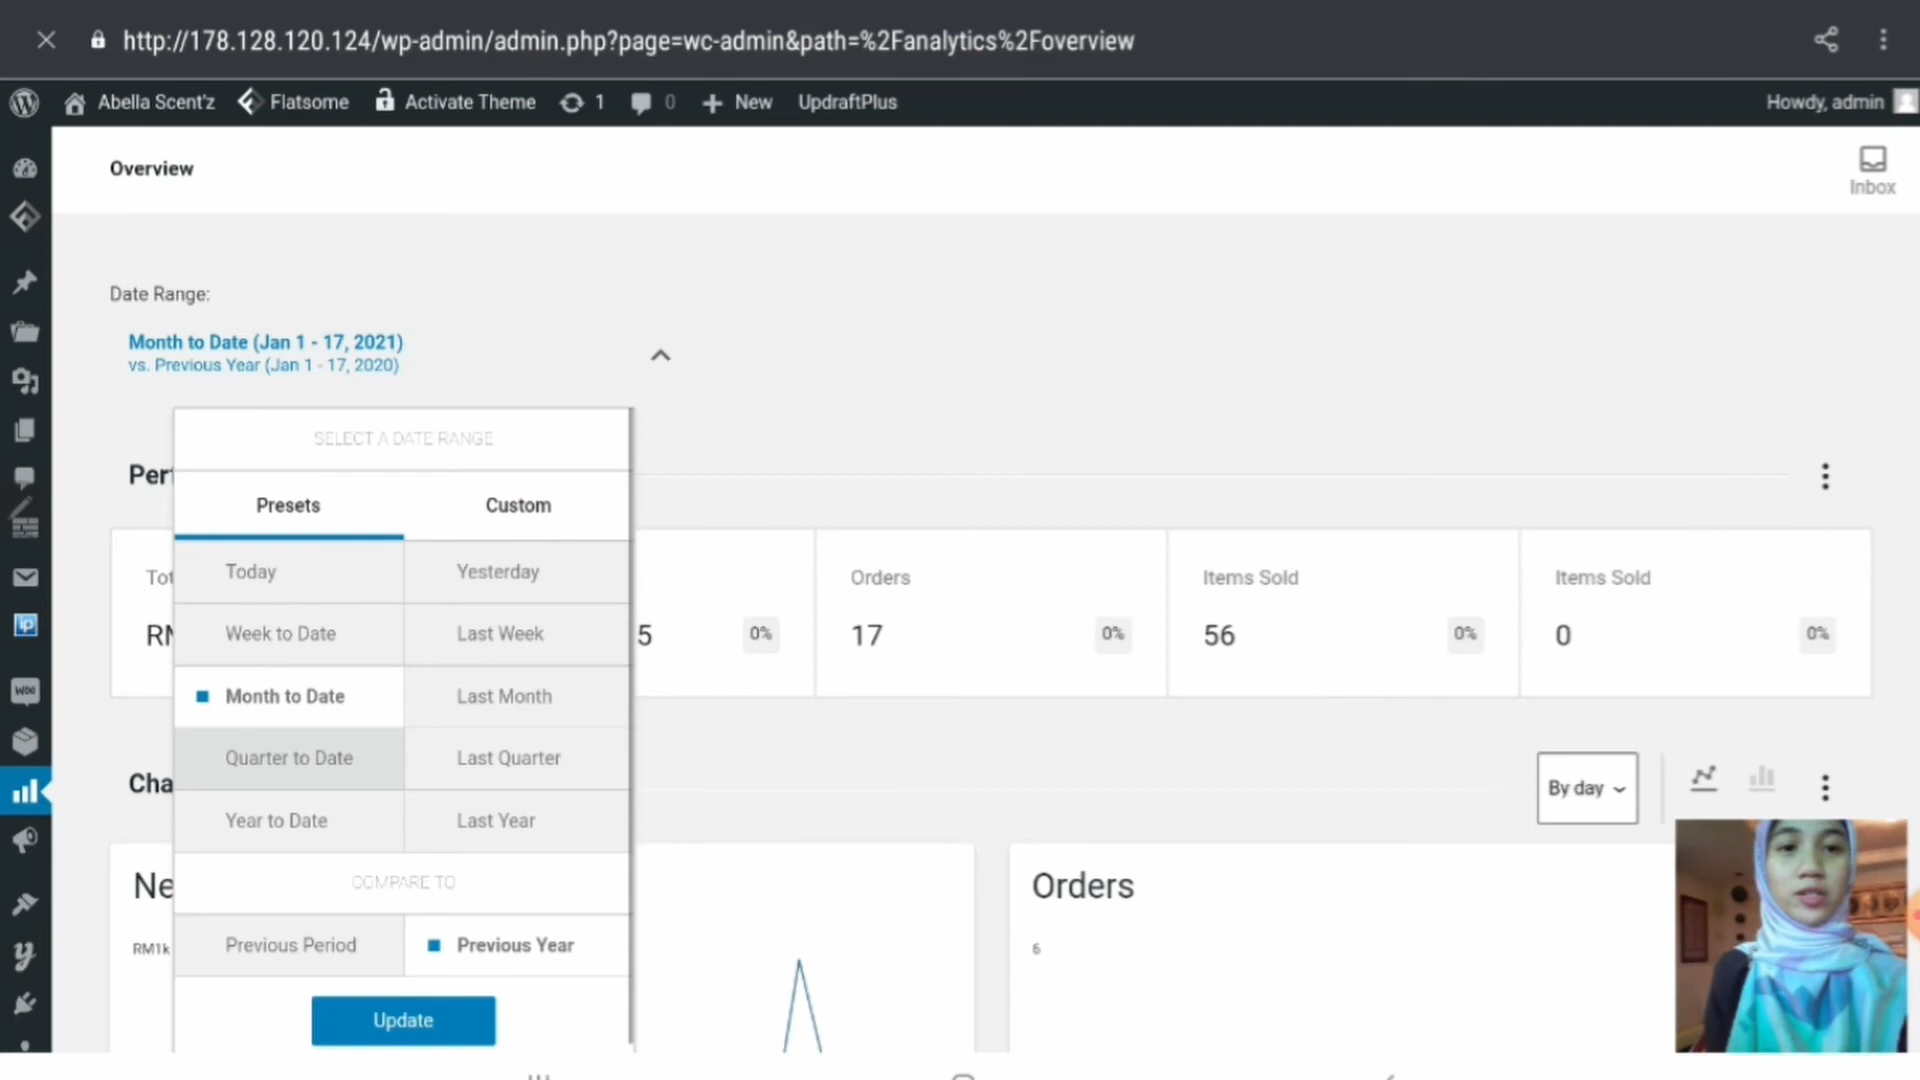 http://178.128.120.124/wp-admin/admin.php?page=wc-admin&path=%2Fanalytics%2Foverview
Abella Scent'z Flatsome Activate Theme 1 0 New UpdraftPlus Howdy, admin
Overview
Inbox
Date Range:
Month to Date (Jan 1 - 17, 2021)
vs. Previous Year (Jan 1 - 17, 2020)
SELECT A DATE RANGE
Presets Custom
Today Yesterday
Week to Date Last Week
Month to Date Last Month
Quarter to Date Last Quarter
Year to Date Last Year
COMPARE TO
Previous Period Previous Year
Update
Orders Items Sold Items Sold
5 0% 17 0% 56 0% 0 0%
By day
Orders
RM1k
6